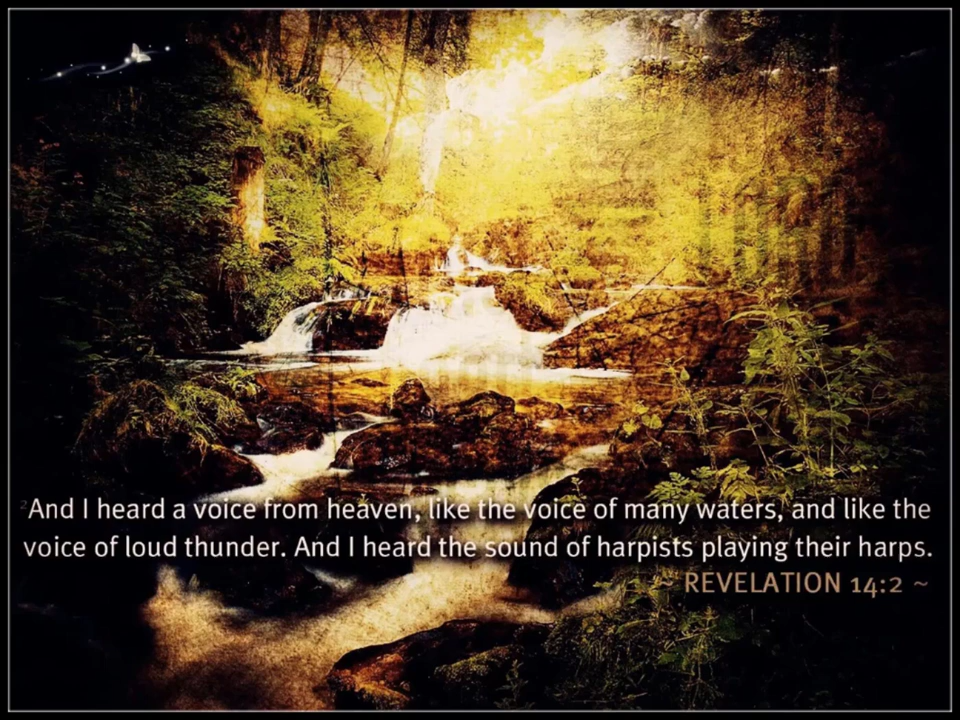 ²And I heard a voice from heaven, like the voice of many waters, and like the
voice of loud thunder. And I heard the sound of harpists playing their harps.
~ REVELATION 14:2 ~